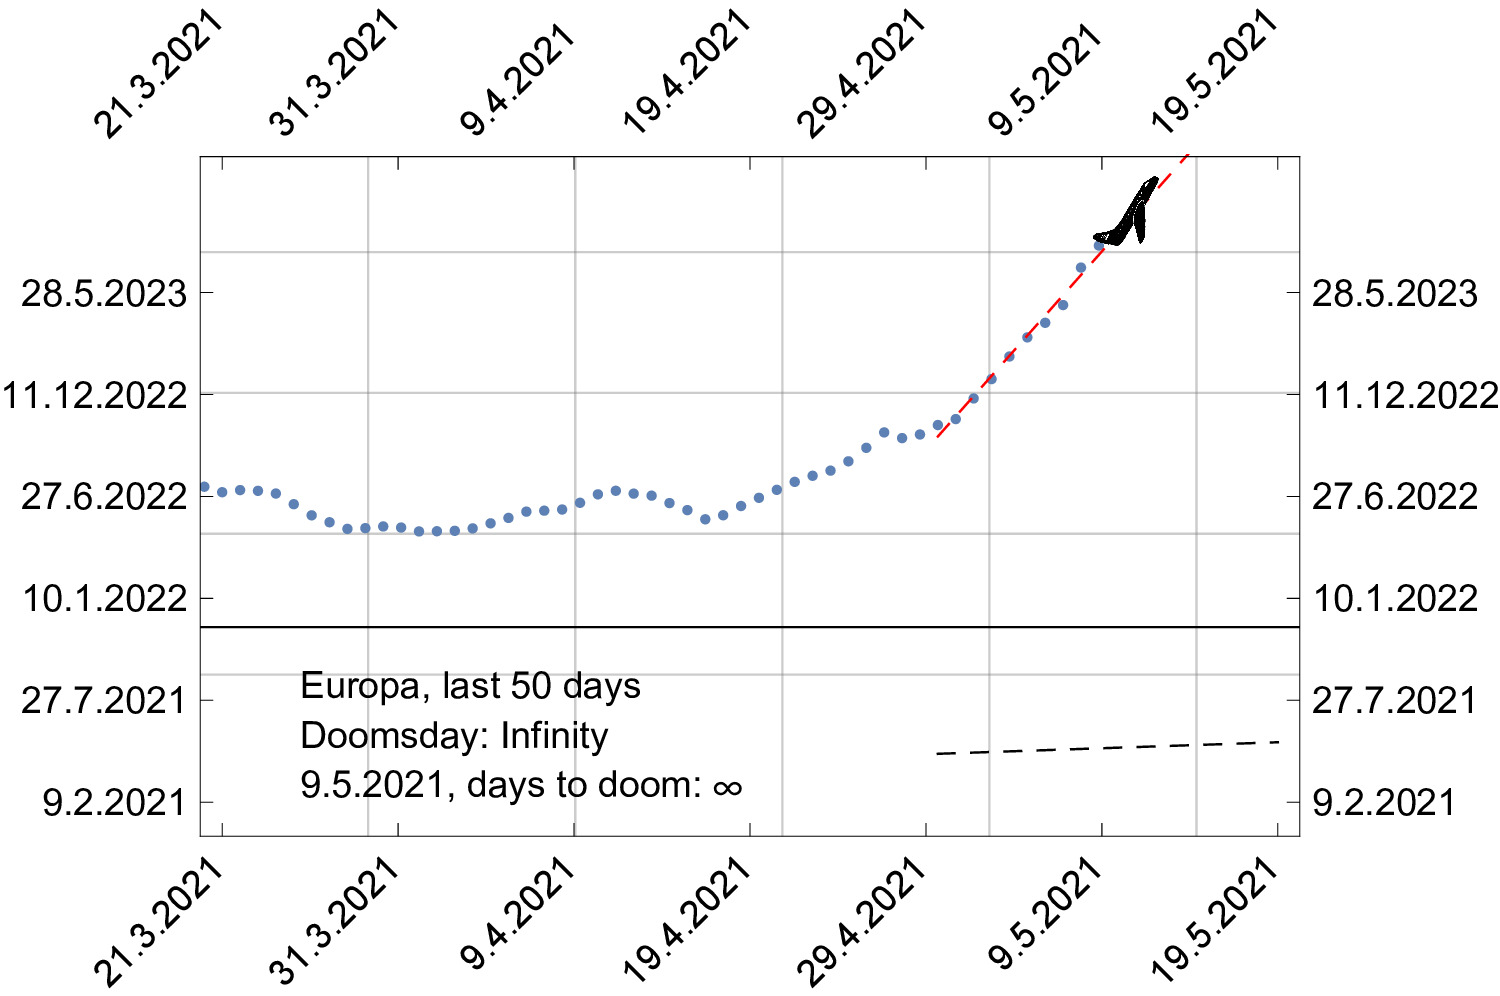 21.3.2021 31.3.2021 9.4.2021 19.4.2021 29.4.2021 9.5.2021 19.5.2021
28.5.2023 28.5.2023
11.12.2022 11.12.2022
27.6.2022 27.6.2022
10.1.2022 10.1.2022
27.7.2021 27.7.2021
9.2.2021 9.2.2021
Europa, last 50 days
Doomsday: Infinity
9.5.2021, days to doom: ∞
21.3.2021 31.3.2021 9.4.2021 19.4.2021 29.4.2021 9.5.2021 19.5.2021